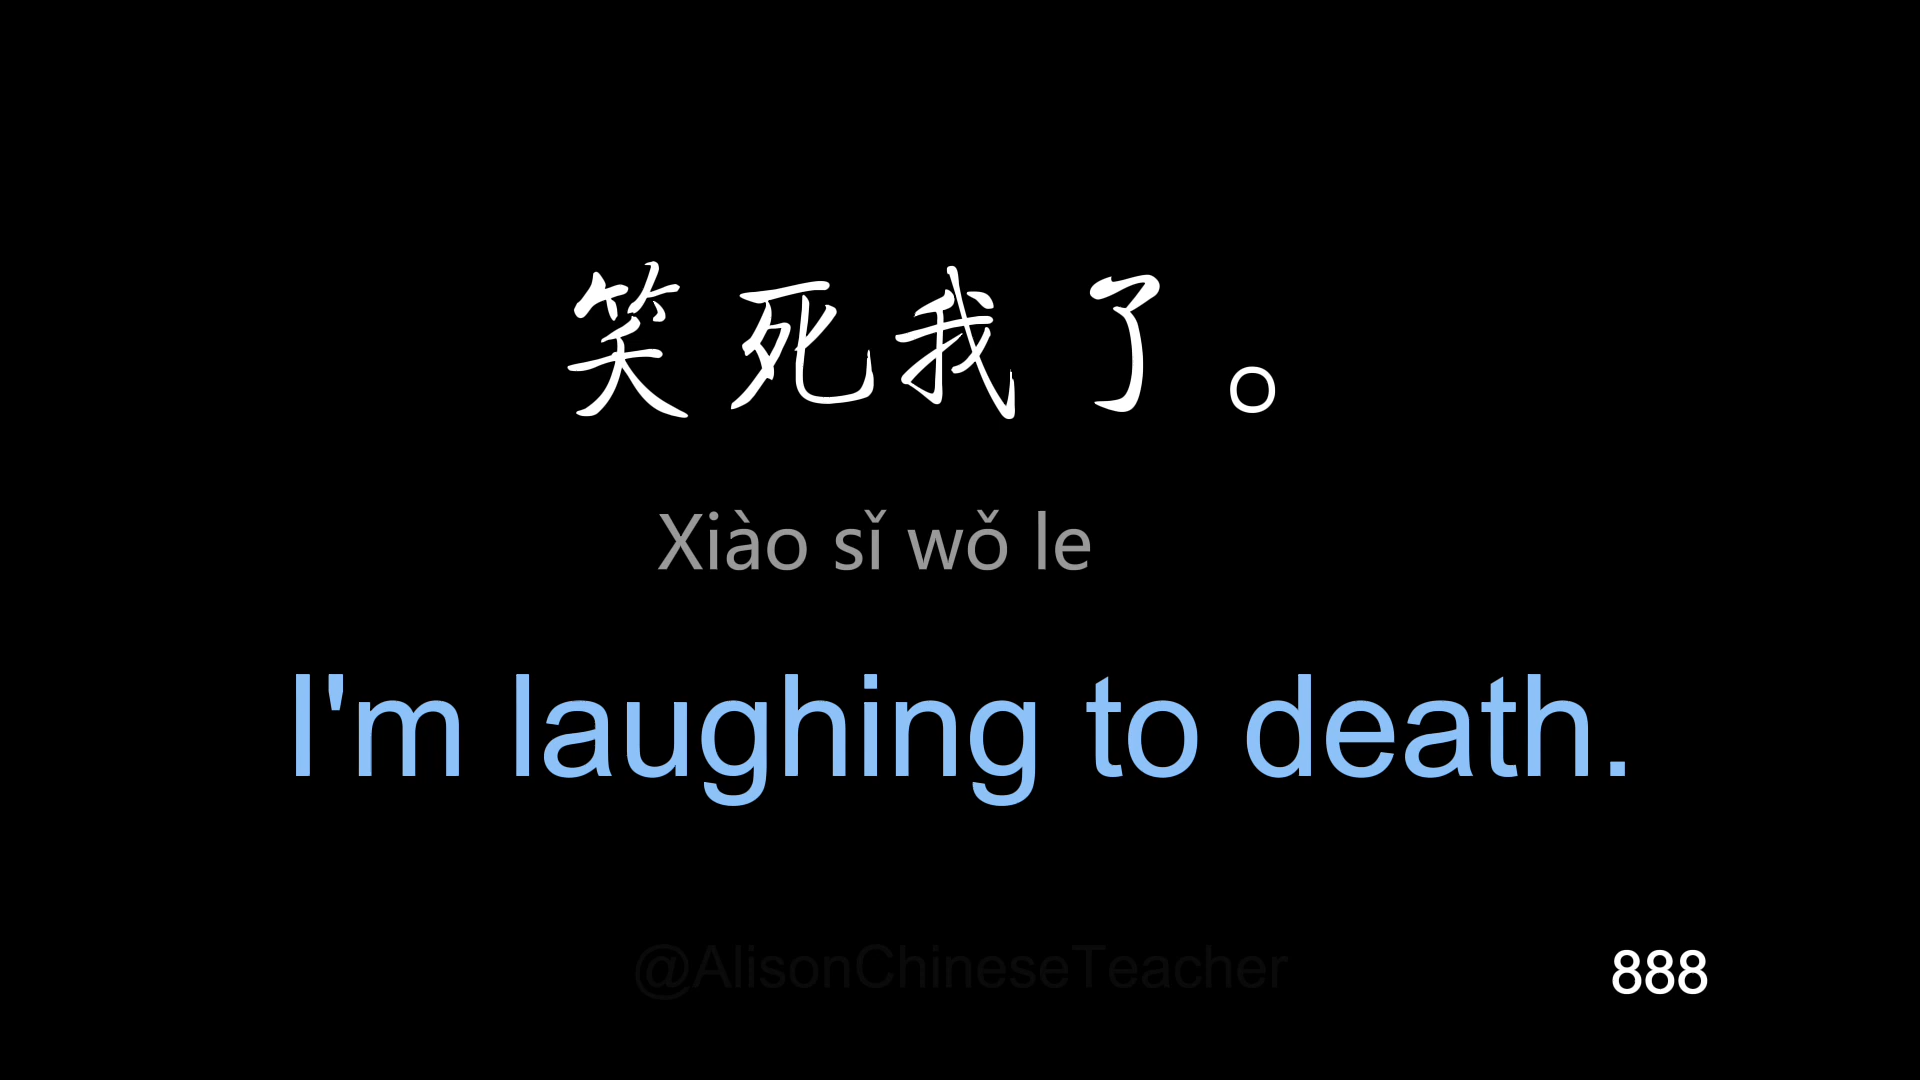 笑死我了。
Xiào sǐ wǒ le
I'm laughing to death.
@AlisonChineseTeacher
888